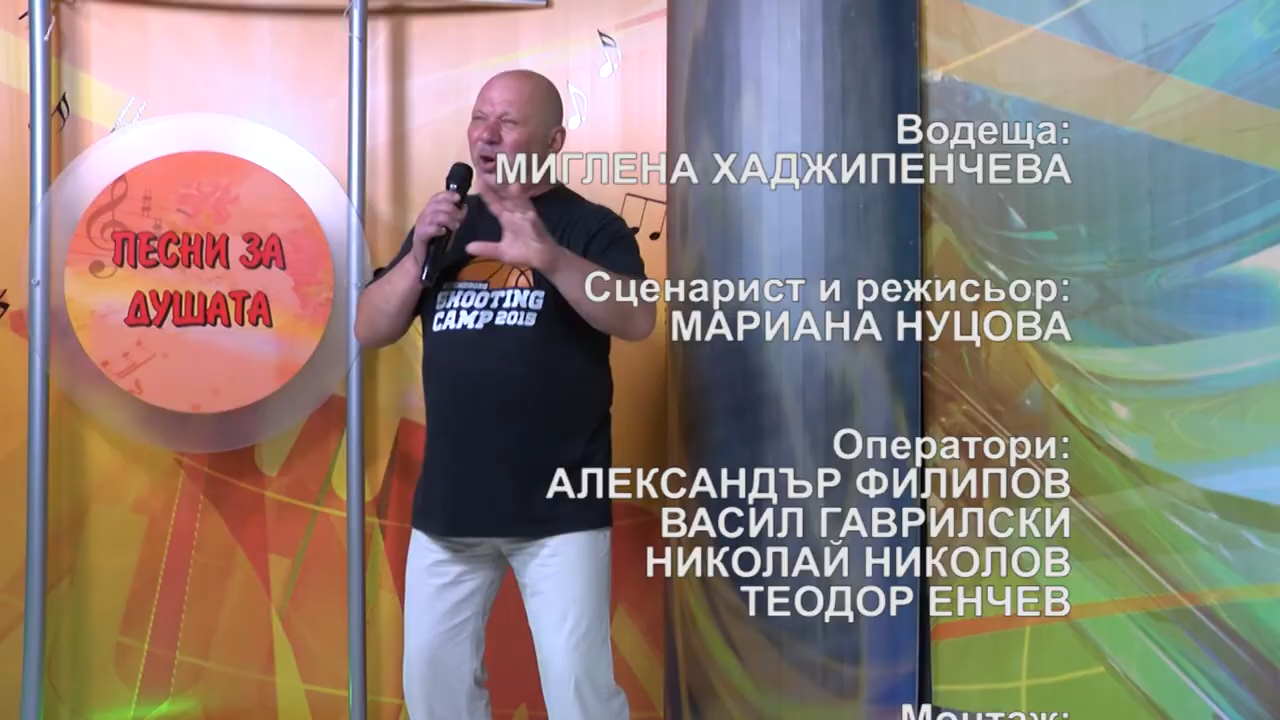 ПЕСНИ ЗА
ДУШАТА
SHOOTING
CAMP 2015
Водеща:
МИГЛЕНА ХАДЖИПЕНЧЕВА
Сценарист и режисьор:
МАРИАНА НУЦОВА
Оператори:
АЛЕКСАНДЪР ФИЛИПОВ
ВАСИЛ ГАВРИЛСКИ
НИКОЛАЙ НИКОЛОВ
ТЕОДОР ЕНЧЕВ
Монтаж: